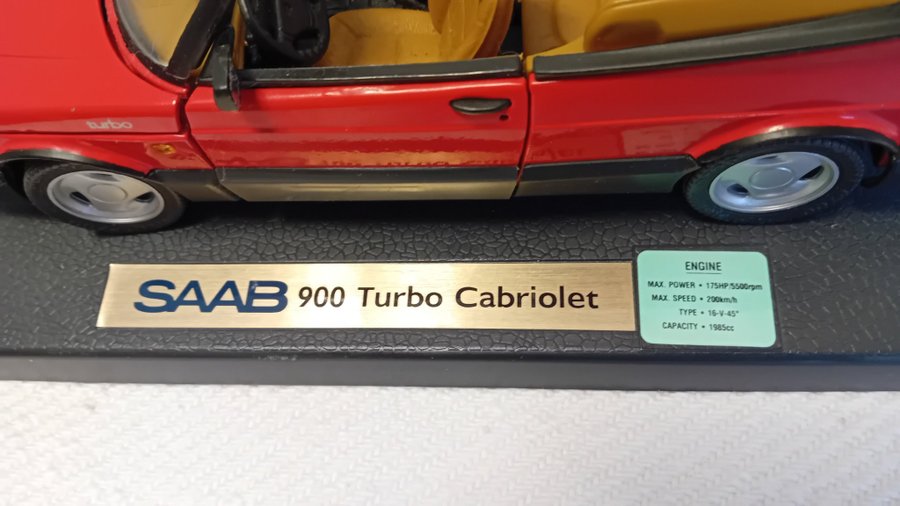 turbo
SAAB 900 Turbo Cabriolet
ENGINE
MAX. POWER • 175HP/5500rpm
MAX. SPEED • 200km/h
TYPE • 16-V-45°
CAPACITY • 1985cc